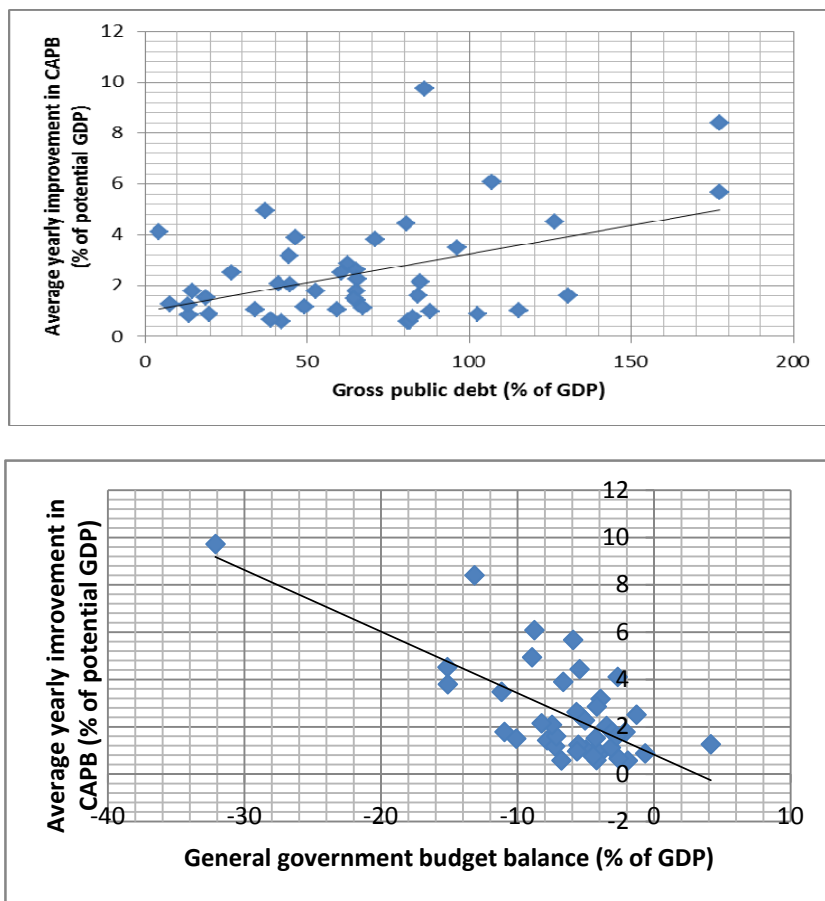 Average yearly improvement in CAPB
(% of potential GDP)
12
10
8
6
4
2
0
0 50 100 150 200
Gross public debt (% of GDP)
Average yearly imrovement in
CAPB (% of potential GDP)
12
10
8
6
4
2
0
-2
-40 -30 -20 -10 0 10
General government budget balance (% of GDP)